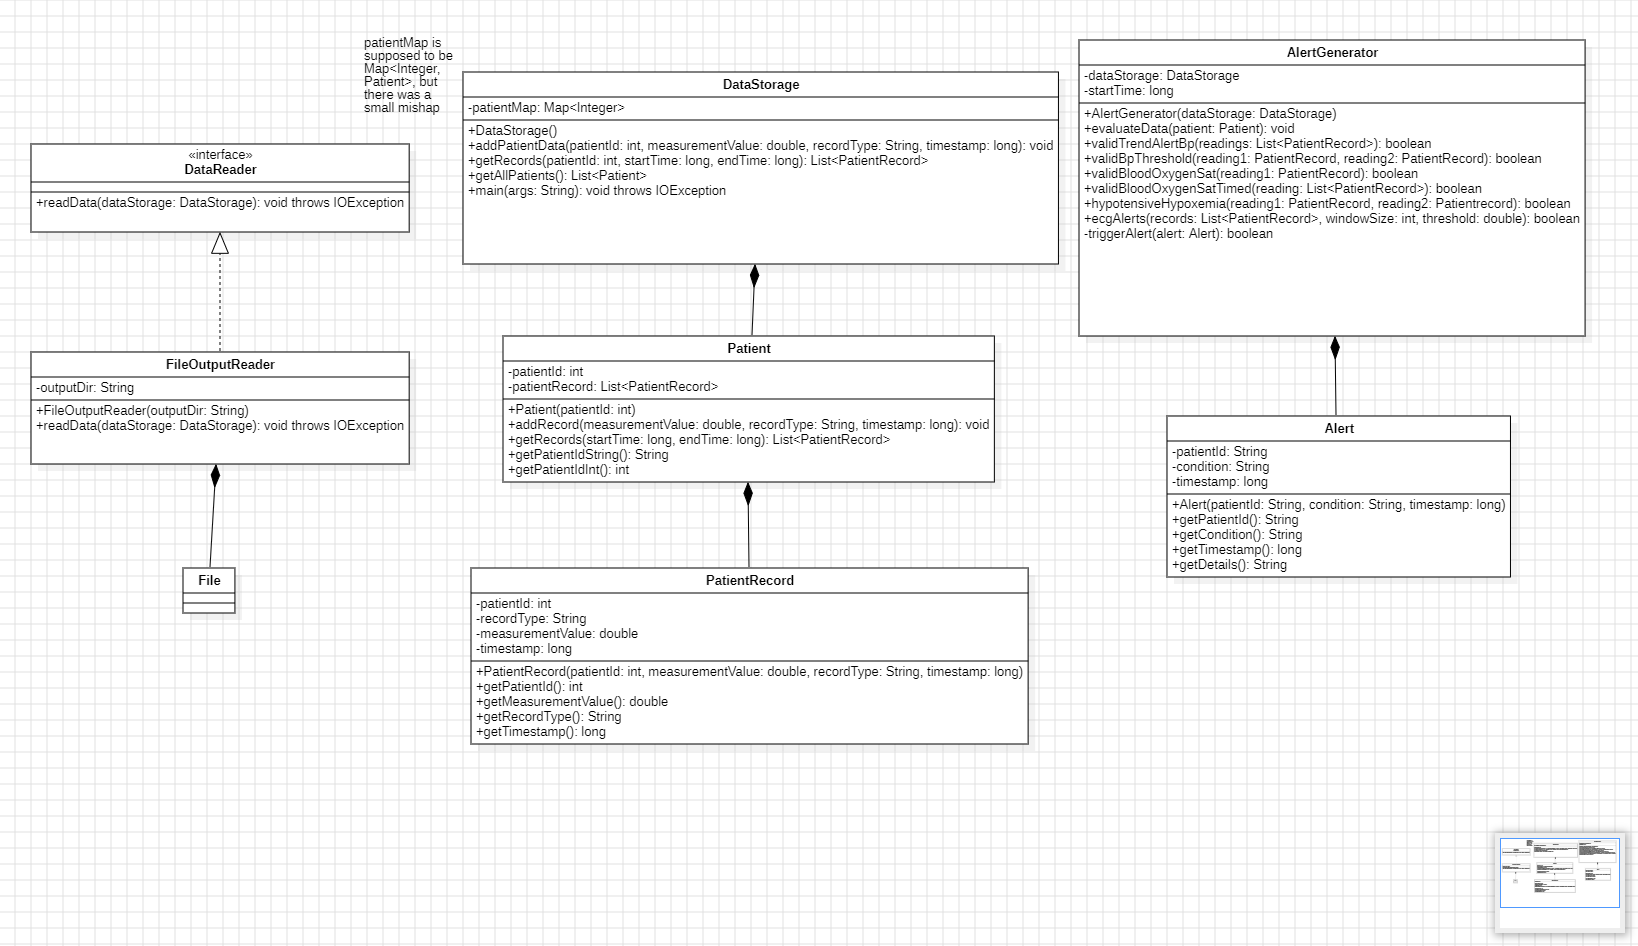 patientMap is
supposed to be
Map<Integer,
Patient>, but
there was a
small mishap
«interface»
DataReader
+readData(dataStorage: DataStorage): void throws IOException
FileOutputReader
-outputDir: String
+FileOutputReader(outputDir: String)
+readData(dataStorage: DataStorage): void throws IOException
File
DataStorage
-patientMap: Map<Integer>
+DataStorage()
+addPatientData(patientId: int, measurementValue: double, recordType: String, timestamp: long): void
+getRecords(patientId: int, startTime: long, endTime: long): List<PatientRecord>
+getAllPatients(): List<Patient>
+main(args: String): void throws IOException
Patient
-patientId: int
-patientRecord: List<PatientRecord>
+Patient(patientId: int)
+addRecord(measurementValue: double, recordType: String, timestamp: long): void
+getRecords(startTime: long, endTime: long): List<PatientRecord>
+getPatientIdString(): String
+getPatientIdInt(): int
PatientRecord
-patientId: int
-recordType: String
-measurementValue: double
-timestamp: long
+PatientRecord(patientId: int, measurementValue: double, recordType: String, timestamp: long)
+getPatientId(): int
+getMeasurementValue(): double
+getRecordType(): String
+getTimestamp(): long
AlertGenerator
-dataStorage: DataStorage
-startTime: long
+AlertGenerator(dataStorage: DataStorage)
+evaluateData(patient: Patient): void
+validTrendAlertBp(readings: List<PatientRecord>): boolean
+validBpThreshold(reading1: PatientRecord, reading2: PatientRecord): boolean
+validBloodOxygenSat(reading1: PatientRecord): boolean
+validBloodOxygenSatTimed(reading: List<PatientRecord>): boolean
+hypotensiveHypoxemia(reading1: PatientRecord, reading2: Patientrecord): boolean
+ecgAlerts(records: List<PatientRecord>, windowSize: int, threshold: double): boolean
-triggerAlert(alert: Alert): boolean
Alert
-patientId: String
-condition: String
-timestamp: long
+Alert(patientId: String, condition: String, timestamp: long)
+getPatientId(): String
+getCondition(): String
+getTimestamp(): long
+getDetails(): String